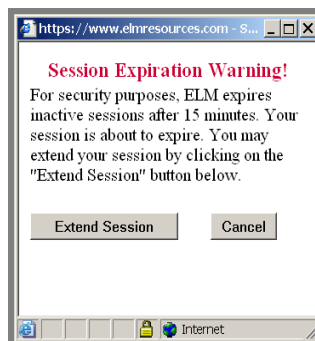 https://www.elmresources.com - S...
Session Expiration Warning!
For security purposes, ELM expires
inactive sessions after 15 minutes. Your
session is about to expire. You may
extend your session by clicking on the
"Extend Session" button below.
Extend Session Cancel
Internet